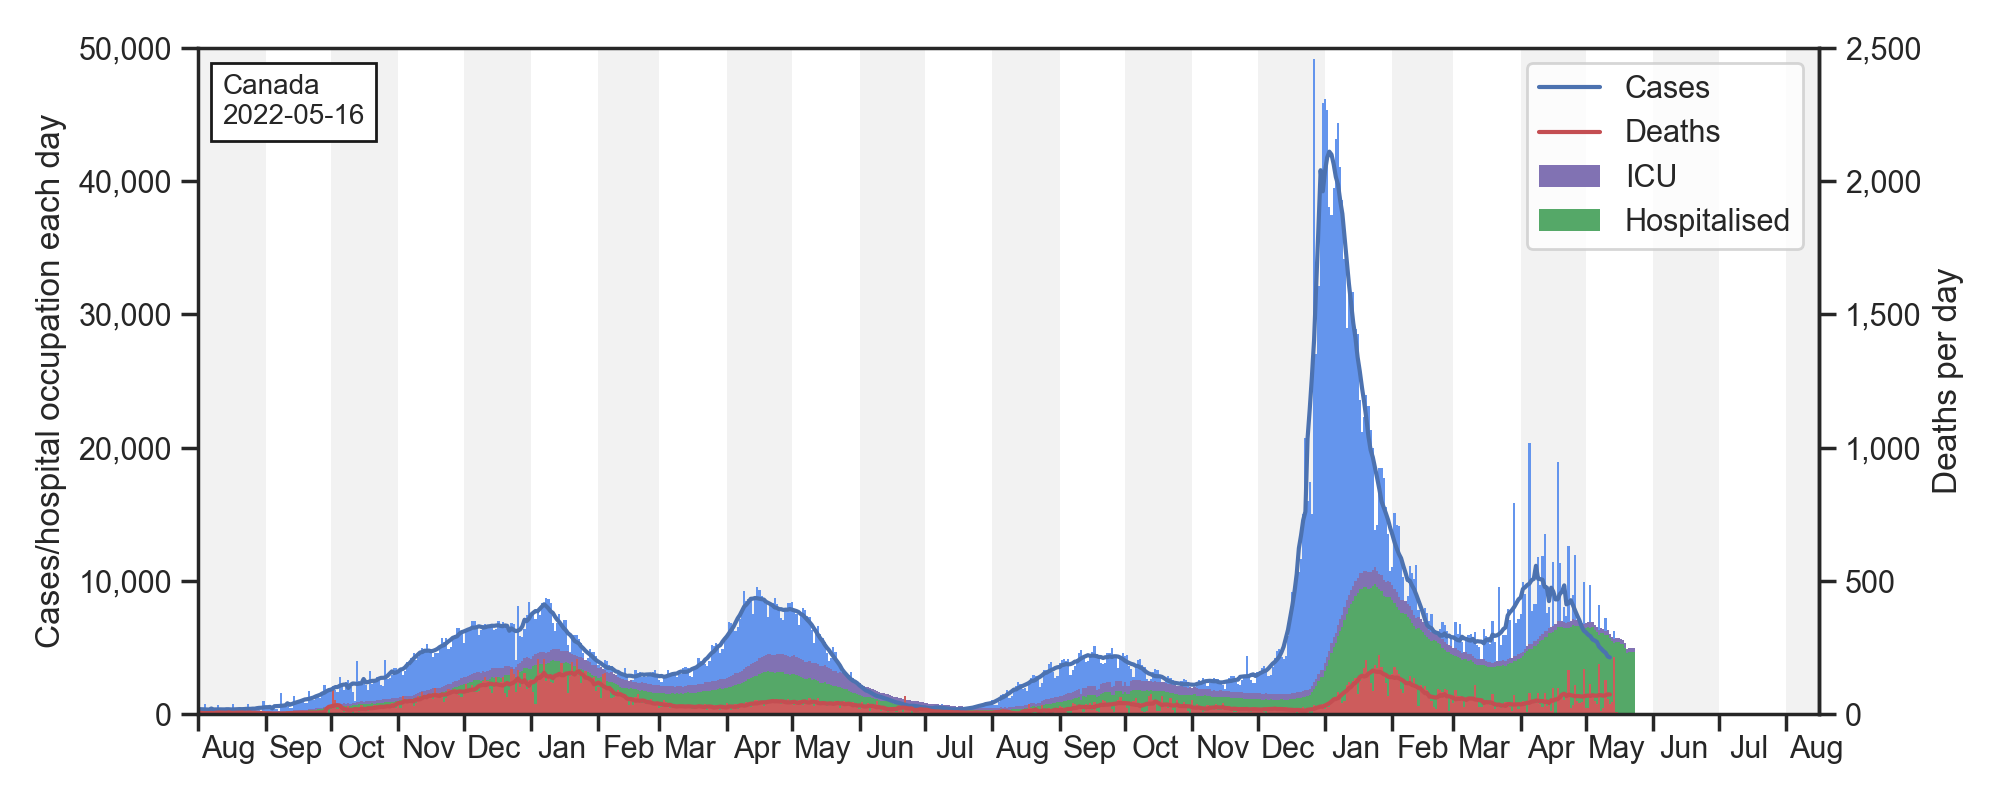 Canada
2022-05-16
Cases/hospital occupation each day
50,000
40,000
30,000
20,000
10,000
0
Cases
Deaths
ICU
Hospitalised
2,500
2,000
1,500
1,000
500
0
Deaths per day
Aug Sep Oct Nov Dec Jan Feb Mar Apr May Jun Jul Aug Sep Oct Nov Dec Jan Feb Mar Apr May Jun Jul Aug